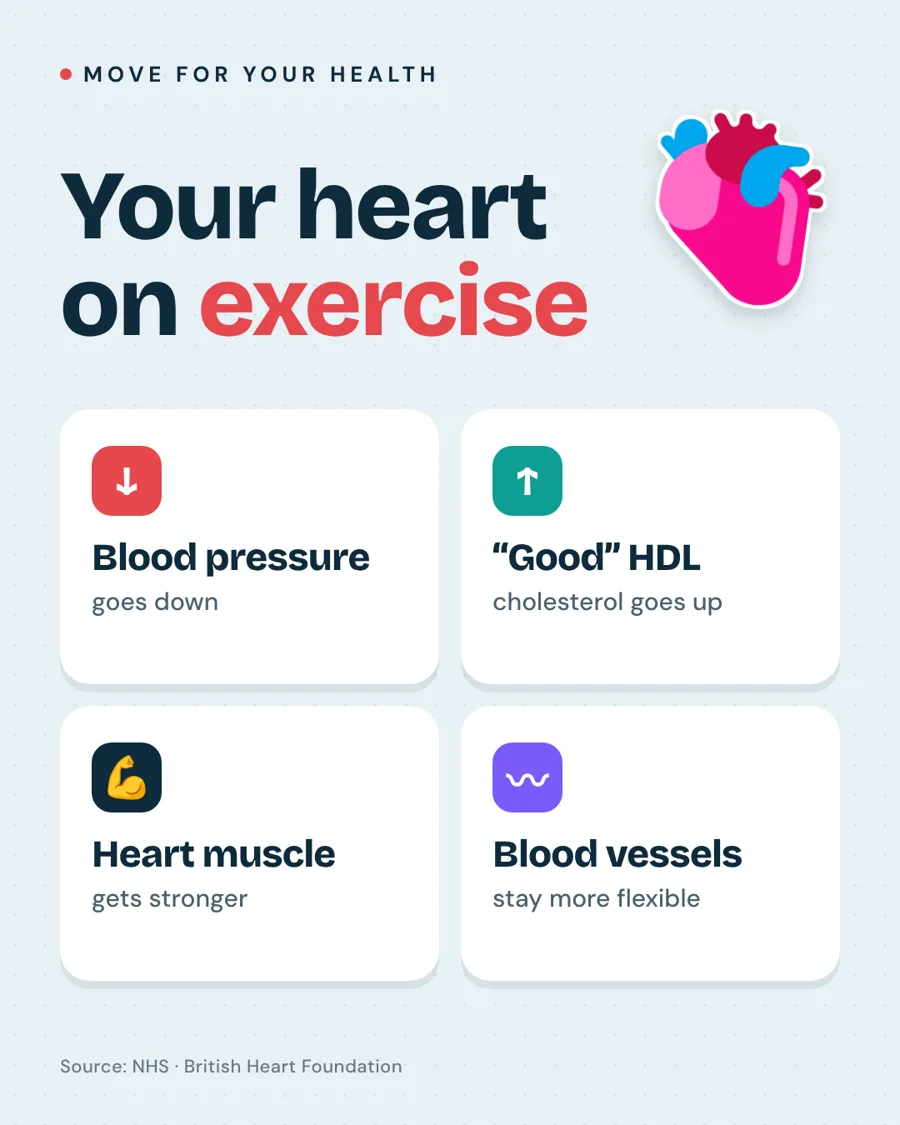 MOVE FOR YOUR HEALTH
Your heart
on exercise
Blood pressure
goes down
“Good” HDL
cholesterol goes up
Heart muscle
gets stronger
Blood vessels
stay more flexible
Source: NHS · British Heart Foundation